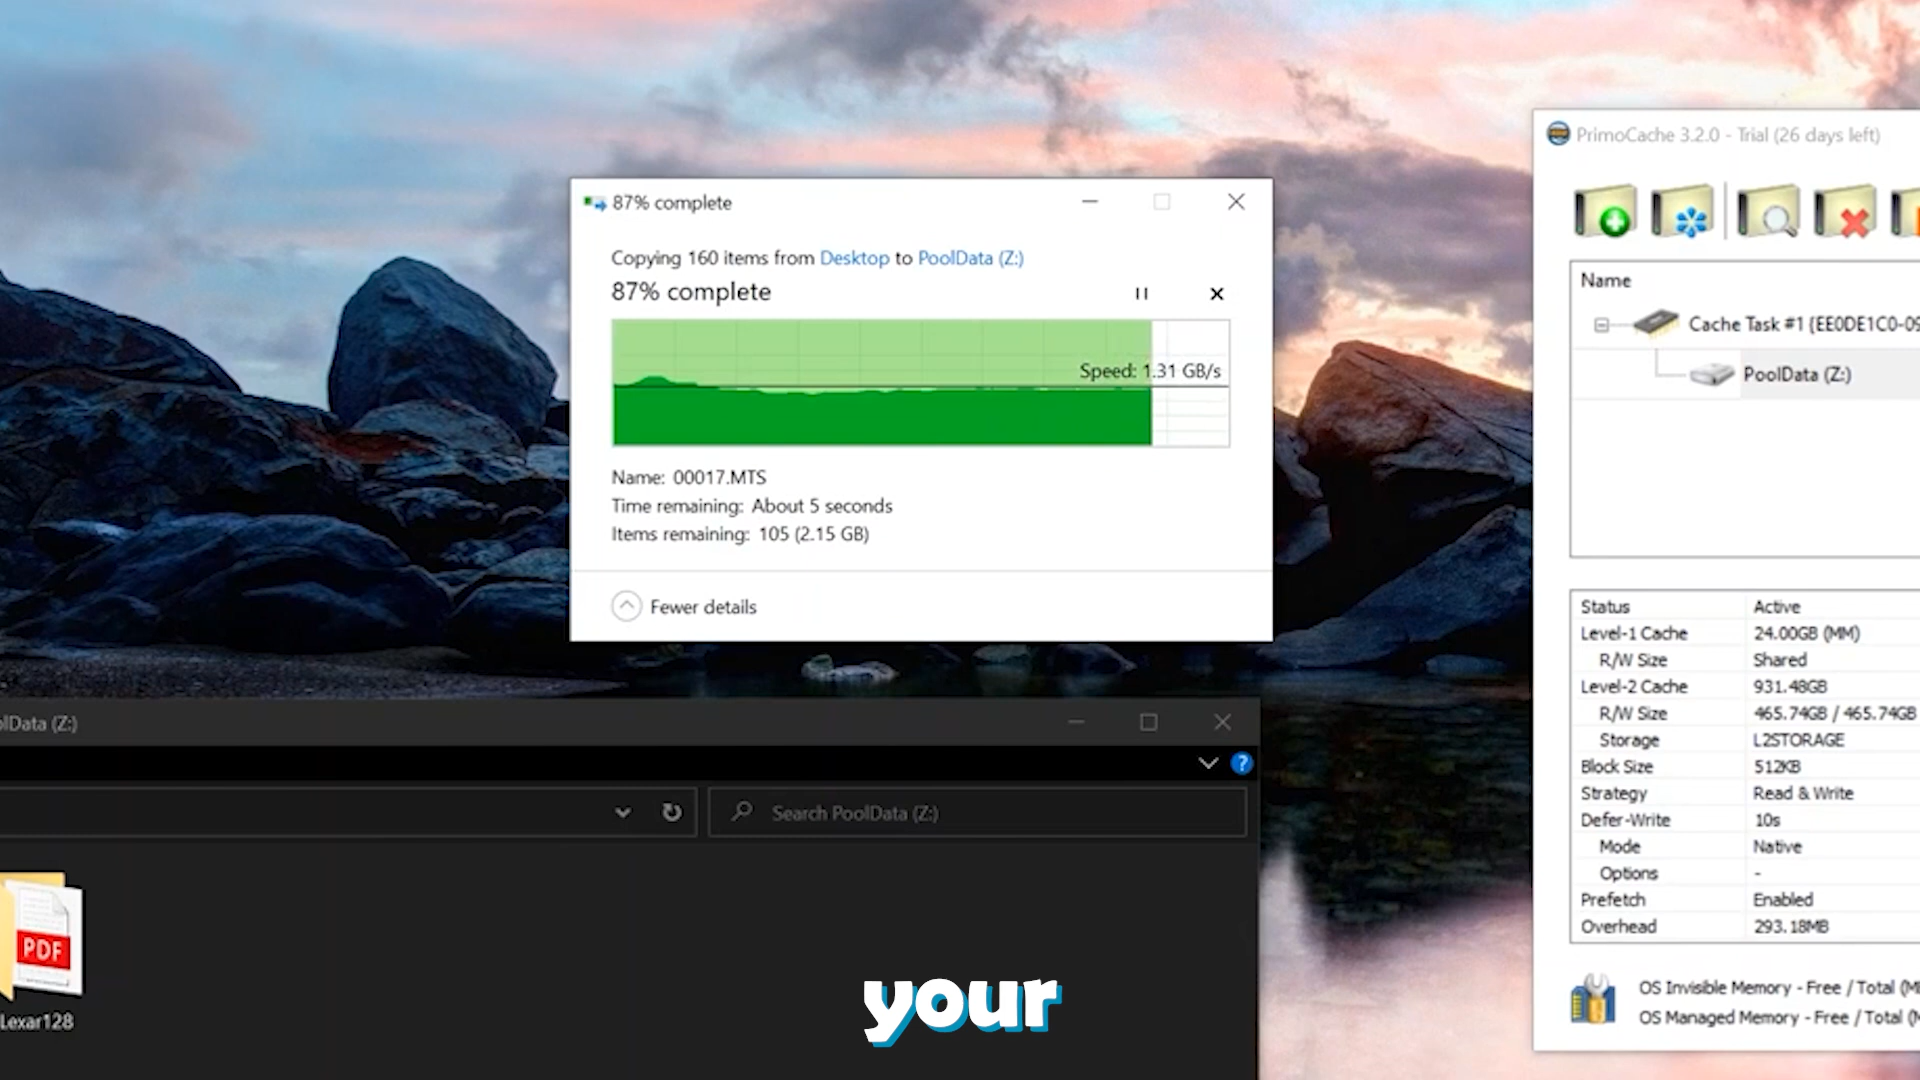 87% complete
Copying 160 items from Desktop to PoolData (Z:)
87% complete
Speed: 1.31 GB/s
Name: 00017.MTS
Time remaining: About 5 seconds
Items remaining: 105 (2.15 GB)
Fewer details
PrimoCache 3.2.0 - Trial (26 days left)
Name
Cache Task #1 {EE0DE1C0-09
PoolData (Z:)
Status Active
Level-1 Cache 24.00GB (MM)
R/W Size Shared
Level-2 Cache 931.48GB
R/W Size 465.74GB / 465.74GB
Storage L2STORAGE
Block Size 512KB
Strategy Read & Write
Defer-Write 10s
Mode Native
Options -
Prefetch Enabled
Overhead 293.18MB
OS Invisible Memory - Free / Total (M
OS Managed Memory - Free / Total (M
olData (Z:)
Search PoolData (Z:)
PDF
Lexar128
your